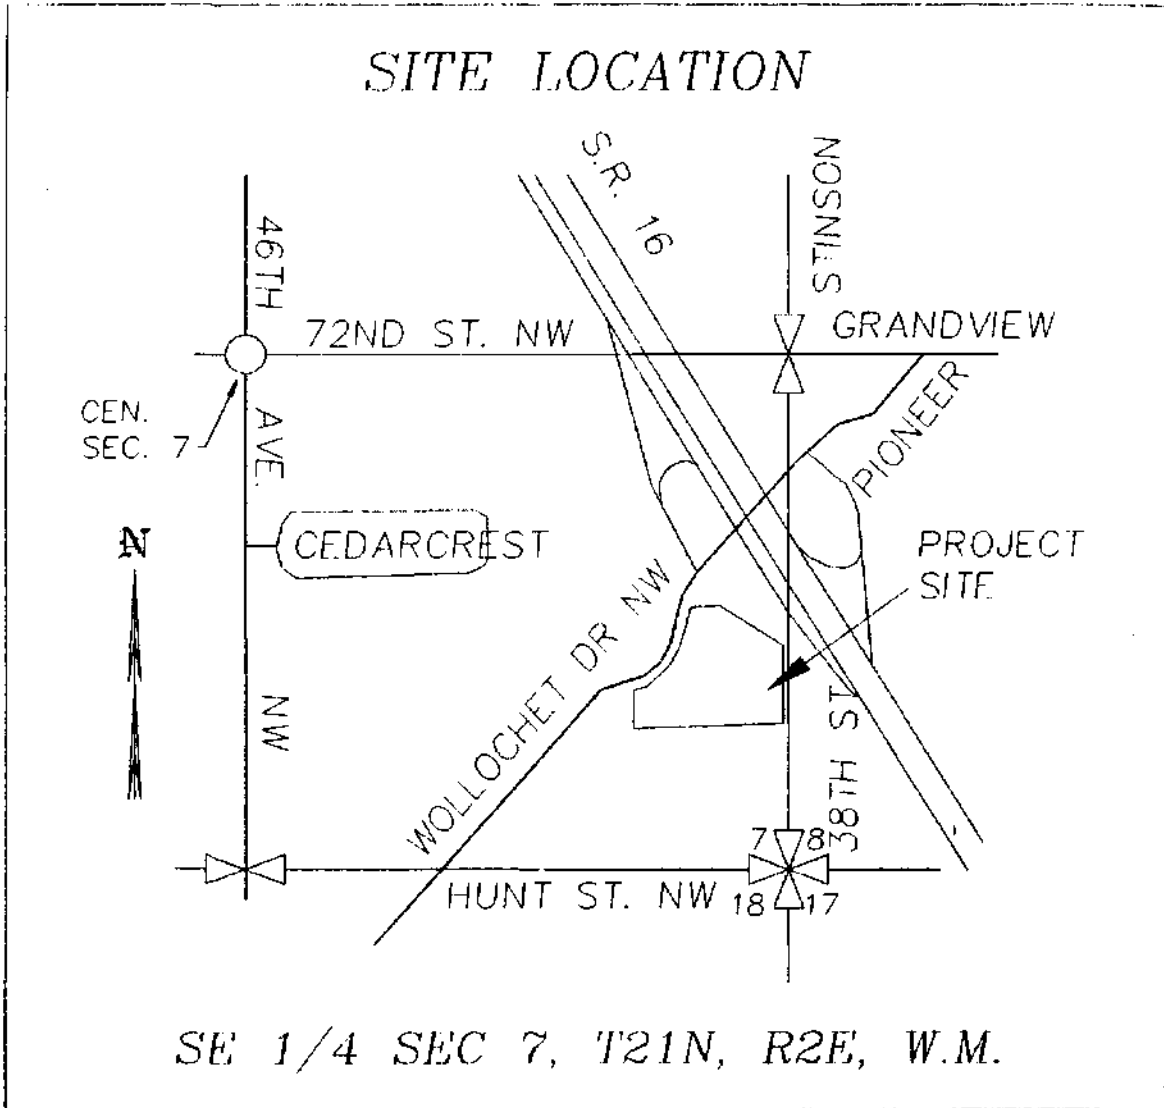 SITE LOCATION
S.R. 16
STINSON
46TH
AVE.
NW
72ND ST. NW
GRANDVIEW
CEN.
SEC. 7
PIONEER
N
CEDARCREST
PROJECT
SITE
WOLLOCHET DR NW
38TH ST
7 8
HUNT ST. NW
18 17
SE 1/4 SEC 7, T21N, R2E, W.M.